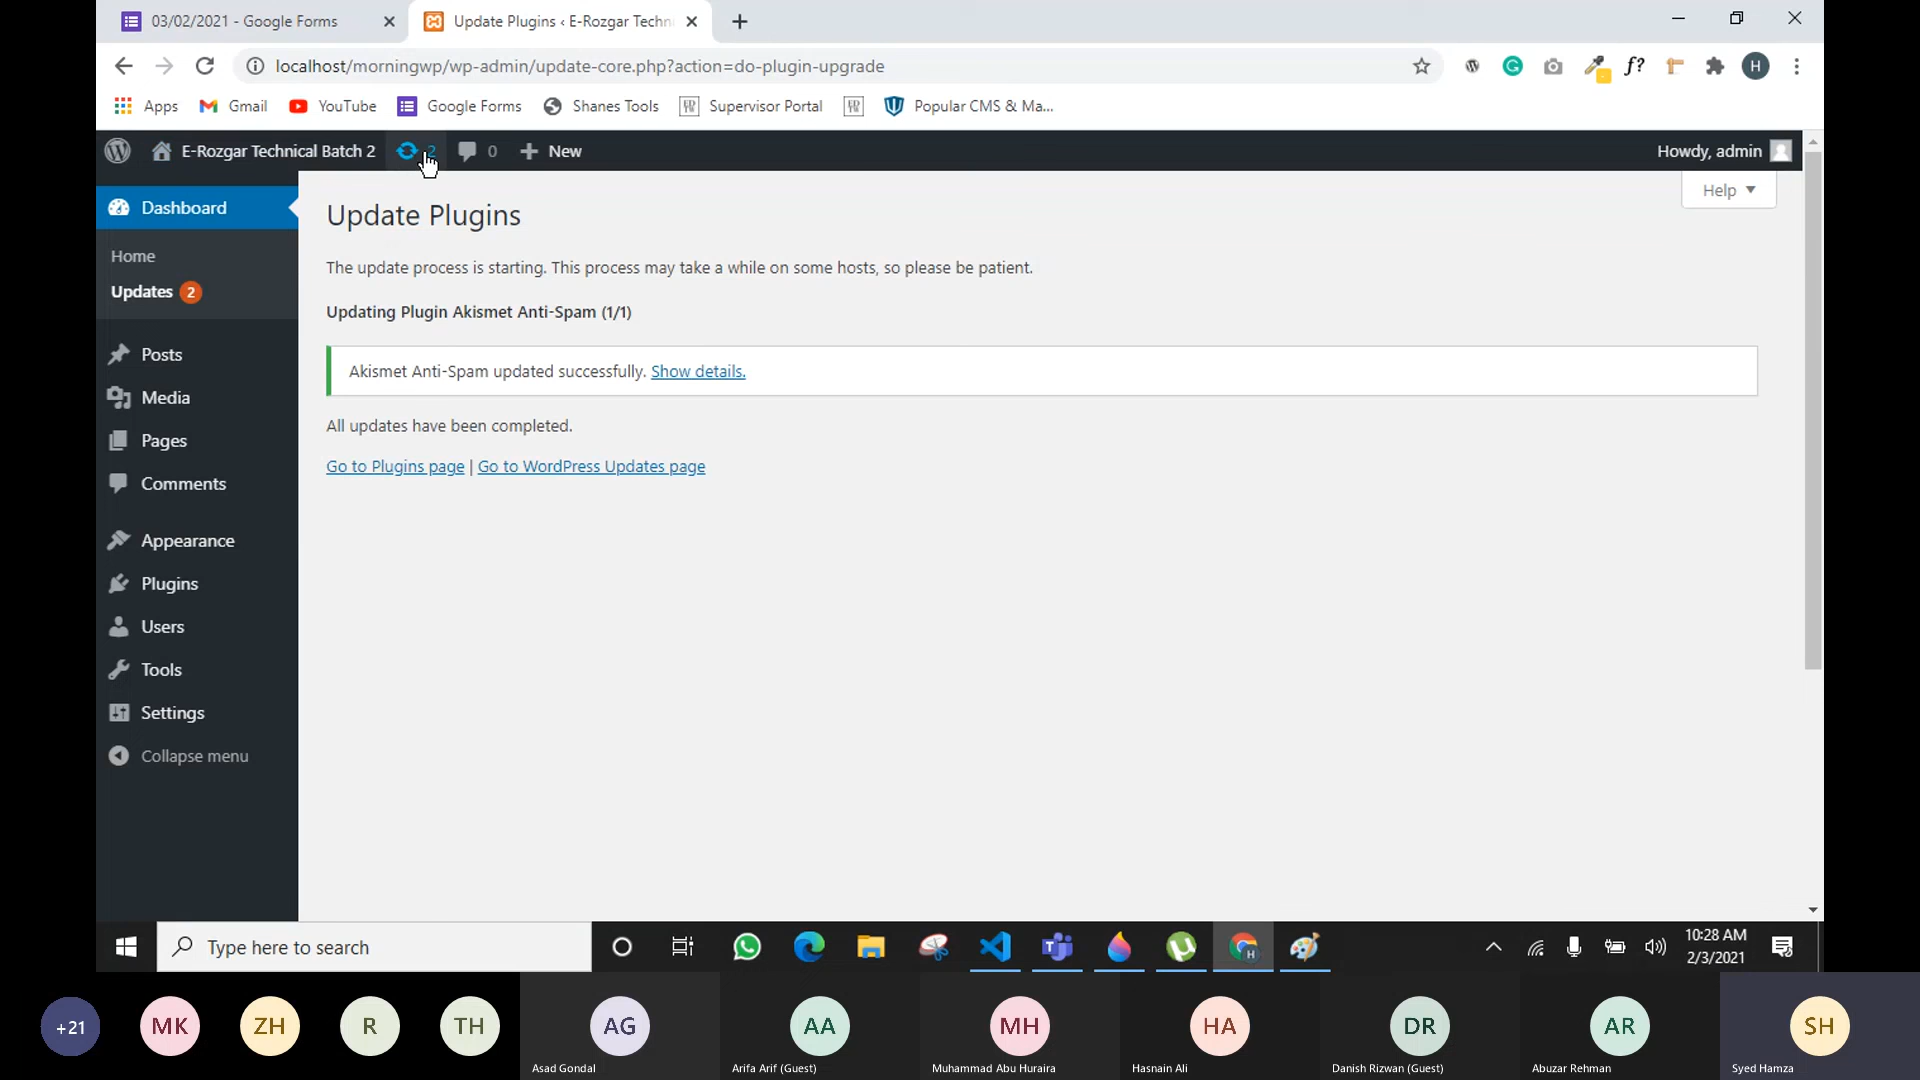 03/02/2021 - Google Forms
Update Plugins ‹ E-Rozgar Techn
localhost/morningwp/wp-admin/update-core.php?action=do-plugin-upgrade
f?
H
Apps
Gmail
YouTube
Google Forms
Shanes Tools
Supervisor Portal
Popular CMS & Ma...
E-Rozgar Technical Batch 2
2
0
New
Howdy, admin
Help
Dashboard
Home
Updates 2
Posts
Media
Pages
Comments
Appearance
Plugins
Users
Tools
Settings
Collapse menu
Update Plugins
The update process is starting. This process may take a while on some hosts, so please be patient.
Updating Plugin Akismet Anti-Spam (1/1)
Akismet Anti-Spam updated successfully. Show details.
All updates have been completed.
Go to Plugins page | Go to WordPress Updates page
Type here to search
10:28 AM
2/3/2021
+21
MK
ZH
R
TH
AG
Asad Gondal
AA
Arifa Arif (Guest)
MH
Muhammad Abu Huraira
HA
Hasnain Ali
DR
Danish Rizwan (Guest)
AR
Abuzar Rehman
SH
Syed Hamza